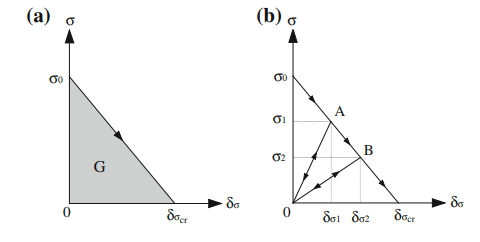 (a) σ
σ₀
G
0 δσcr δσ
(b) σ
σ₀
σ₁ A
σ₂ B
0 δσ1 δσ2 δσcr δσ